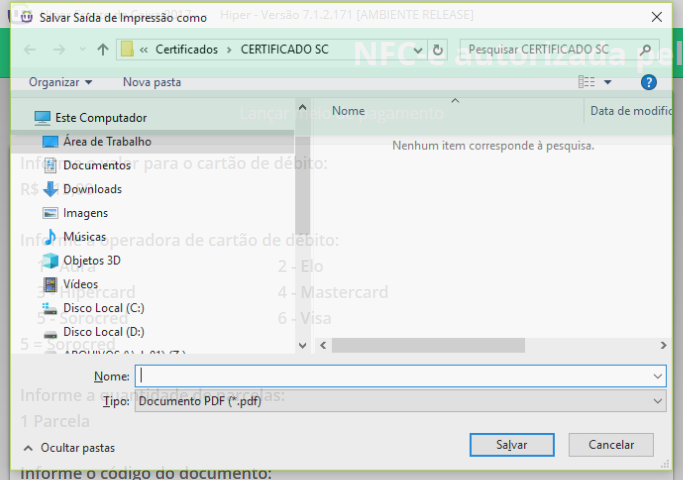 Salvar Saída de Impressão como
Hiper - Versão 7.1.2.171 [AMBIENTE RELEASE]
NFC-e autorizada pel
« Certificados > CERTIFICADO SC
Pesquisar CERTIFICADO SC
Organizar
Nova pasta
Lançar meio de pagamento
Este Computador
Nome
Data de modific
Área de Trabalho
Nenhum item corresponde à pesquisa.
Informe o valor para o cartão de débito:
Documentos
R$
Downloads
Imagens
Músicas
Informe a operadora de cartão de débito:
Objetos 3D
1 - Aura
2 - Elo
Vídeos
3 - Hipercard
4 - Mastercard
Disco Local (C:)
5 - Sorocred
6 - Visa
Disco Local (D:)
5 = Sorocred
Nome:
Informe a quantidade de parcelas:
Tipo:
Documento PDF (*.pdf)
1 Parcela
Ocultar pastas
Salvar
Cancelar
Informe o código do documento: